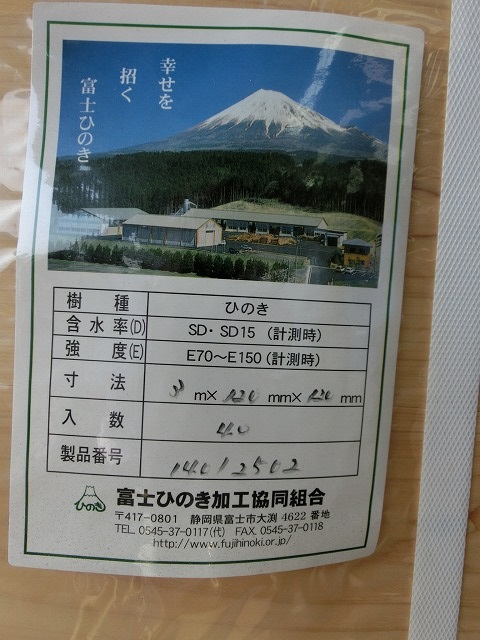 幸せを
招く
富士ひのき
樹種 ひのき
含水率(D) SD・SD15 (計測時)
強度(E) E70～E150 (計測時)
寸法 3 m× 120 mm× 120 mm
入数 40
製品番号 14012502
ひのき 富士ひのき加工協同組合
〒417-0801 静岡県富士市大渕 4622 番地
TEL 0545-37-0117(代) FAX. 0545-37-0118
http://www.fujihinoki.or.jp/